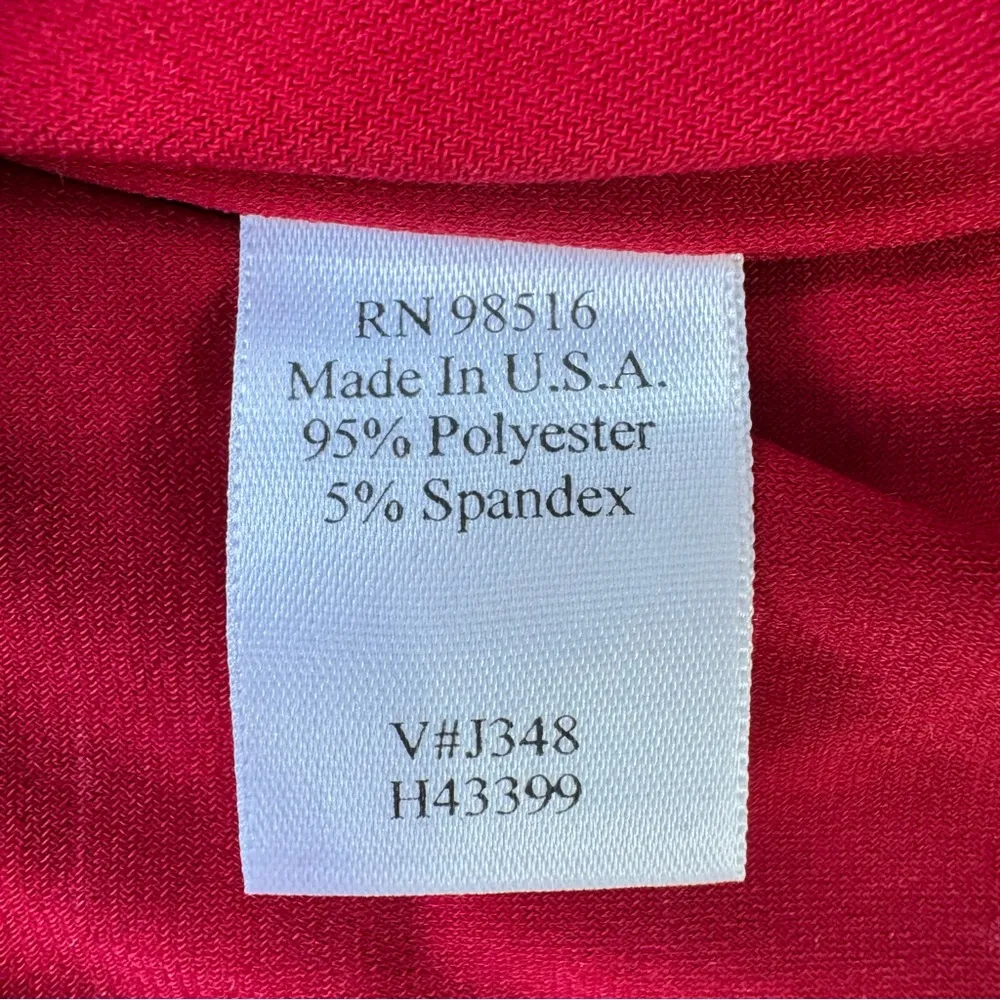 RN 98516
Made In U.S.A.
95% Polyester
5% Spandex
V#J348
H43399